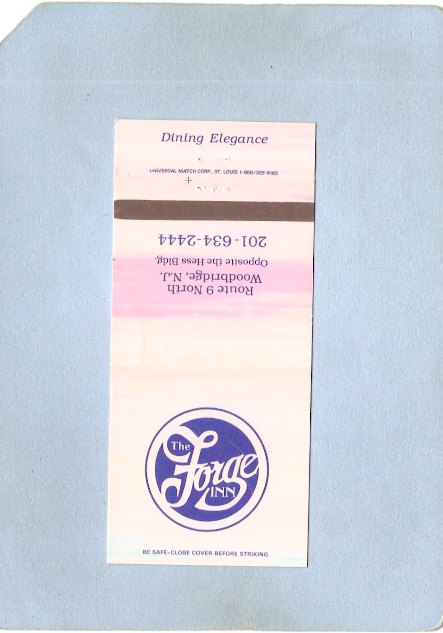 Dining Elegance
UNIVERSAL MATCH CORP., ST. LOUIS 1-800/325-8165
Route 9 North
Woodbridge, N.J.
Opposite the Hess Bldg.
201-634-2444
The
Forge
INN
BE SAFE-CLOSE COVER BEFORE STRIKING